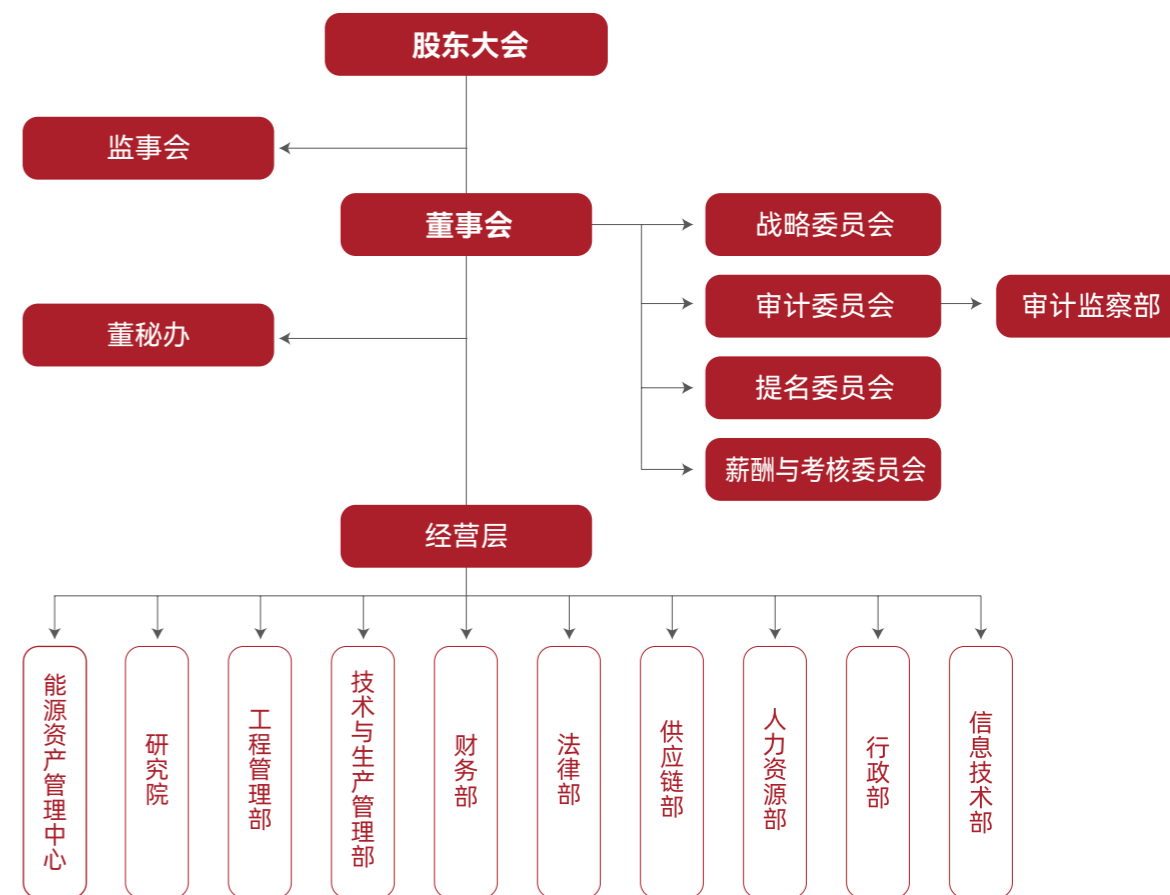 股东大会
监事会
董事会
战略委员会
审计委员会
审计监察部
董秘办
提名委员会
薪酬与考核委员会
经营层
能源资产管理中心
研究院
工程管理部
技术与生产管理部
财务部
法律部
供应链部
人力资源部
行政部
信息技术部